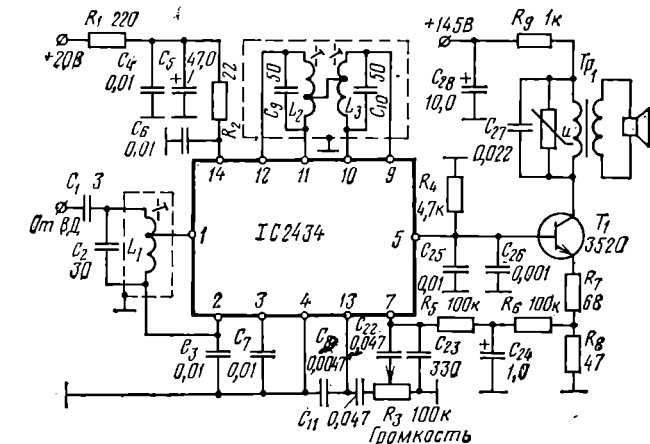 R1 220
+20В
C4
0,01
C5
47,0
+
22
R2
C6
0,01
50
C9
L2
L3
50
C10
+145В
R9 1к
C28
10,0
+
Тр1
C27
0,022
u
14
12
11
10
9
C1 3
От ВД
C2
30
L1
1
IC2434
5
R4
4,7к
C25
0,01
C26
0,001
T1
3520
R7
68
R8
47
2
3
4
13
7
C3
0,01
C7
0,01
0,0047
C22
0,047
C11
0,047
R3 100к
Громкость
R5 100к
C23
330
R6 100к
C24
1,0
+